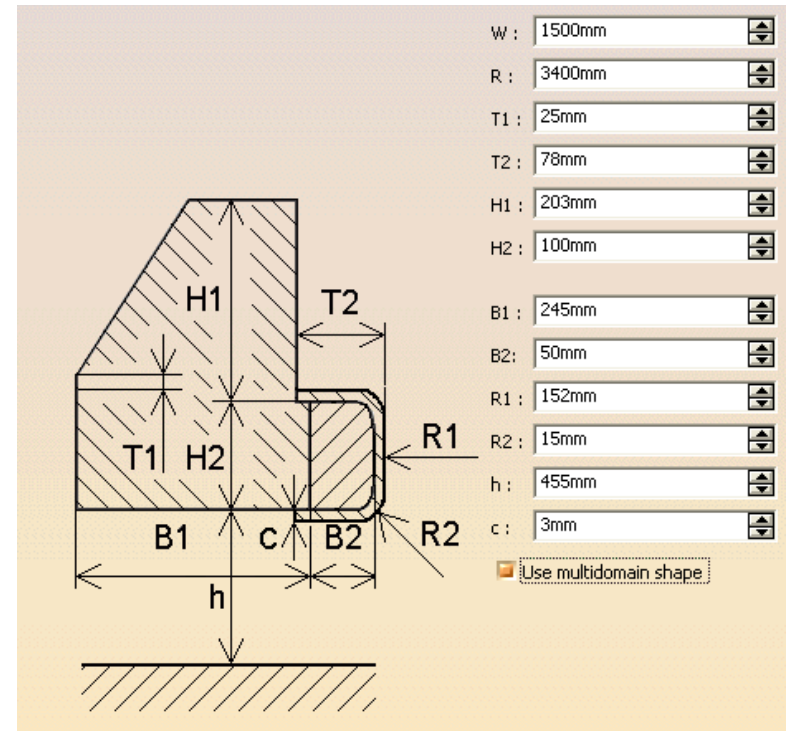 W : 1500mm
R : 3400mm
T1 : 25mm
T2 : 78mm
H1 : 203mm
H2 : 100mm
B1 : 245mm
B2: 50mm
R1 : 152mm
R2 : 15mm
h : 455mm
c : 3mm
Use multidomain shape
H1 T2
T1 H2 R1
B1 c B2 R2
h